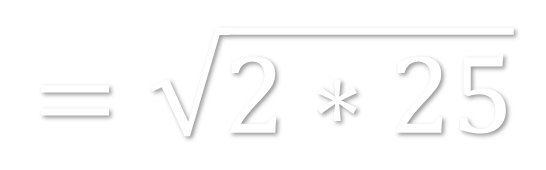 = √2 * 25